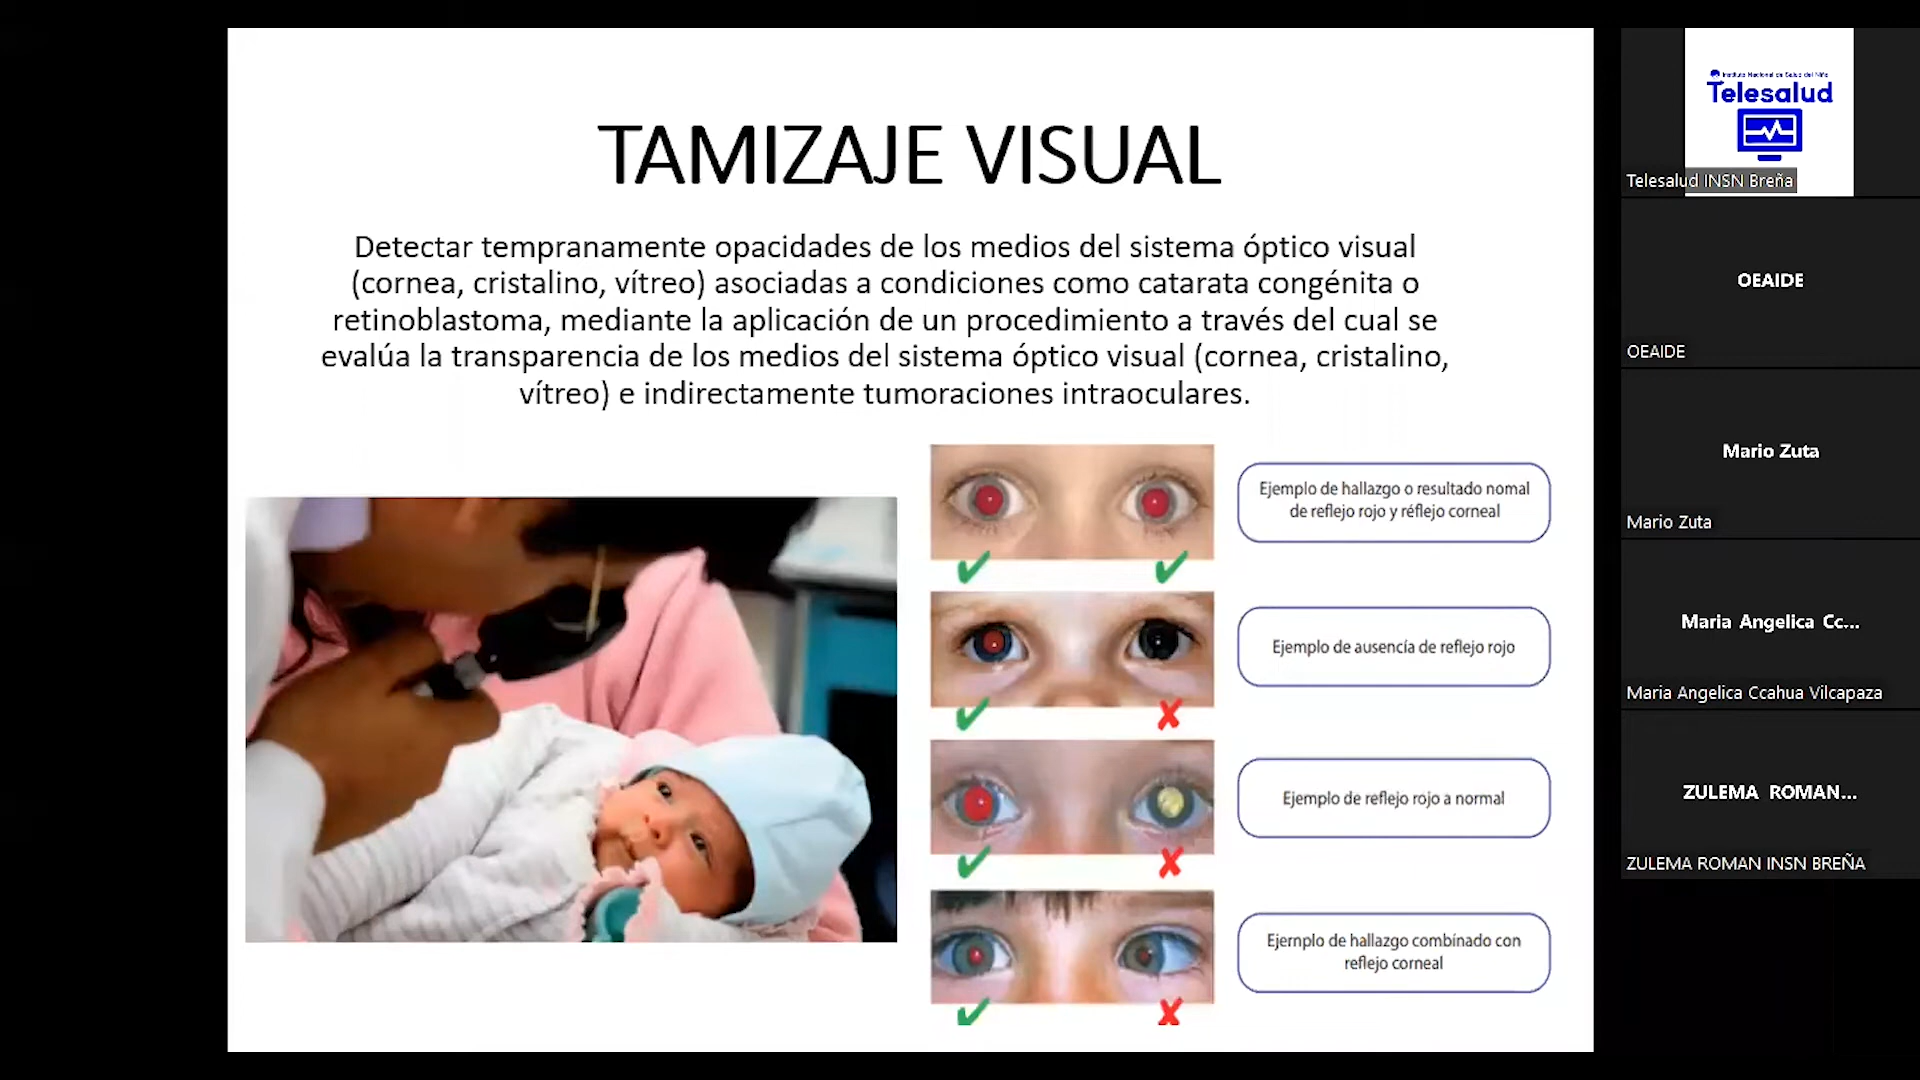 TAMIZAJE VISUAL
Detectar tempranamente opacidades de los medios del sistema óptico visual
(cornea, cristalino, vítreo) asociadas a condiciones como catarata congénita o
retinoblastoma, mediante la aplicación de un procedimiento a través del cual se
evalúa la transparencia de los medios del sistema óptico visual (cornea, cristalino,
vítreo) e indirectamente tumoraciones intraoculares.
Ejemplo de hallazgo o resultado nomal
de reflejo rojo y réflejo corneal
Ejemplo de ausencía de reflejo rojo
Ejemplo de reflejo rojo a normal
Ejernplo de hallazgo combínado con
reflejo corneal
Instituto Nacional de Salud del Niño
Telesalud
Telesalud INSN Breña
OEAIDE
OEAIDE
Mario Zuta
Mario Zuta
Maria Angelica Cc...
Maria Angelica Ccahua Vilcapaza
ZULEMA ROMAN...
ZULEMA ROMAN INSN BREÑA